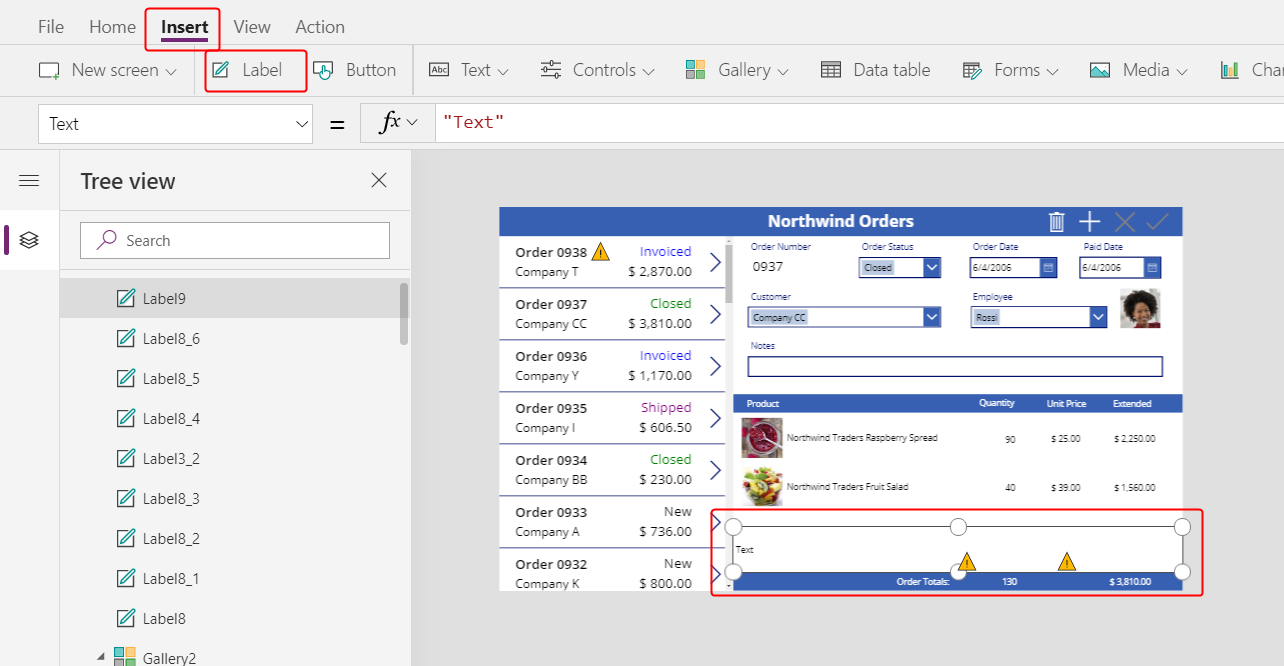 File Home Insert View Action
New screen Label Button Abc Text Controls Gallery Data table Forms Media
Text = fx "Text"
Tree view
Search
Label9
Label8_6
Label8_5
Label8_4
Label3_2
Label8_3
Label8_2
Label8_1
Label8
Gallery2
Northwind Orders
Order 0938 Invoiced
Company T $ 2,870.00
Order 0937 Closed
Company CC $ 3,810.00
Order 0936 Invoiced
Company Y $ 1,170.00
Order 0935 Shipped
Company I $ 606.50
Order 0934 Closed
Company BB $ 230.00
Order 0933 New
Company A $ 736.00
Order 0932 New
Company K $ 800.00
Order Number Order Status Order Date Paid Date
0937 Closed 6/4/2006 6/4/2006
Customer Employee
Company CC Rossi
Notes
Product Quantity Unit Price Extended
Northwind Traders Raspberry Spread 90 $ 25.00 $ 2,250.00
Northwind Traders Fruit Salad 40 $ 39.00 $ 1,560.00
Text
Order Totals: 130 $ 3,810.00